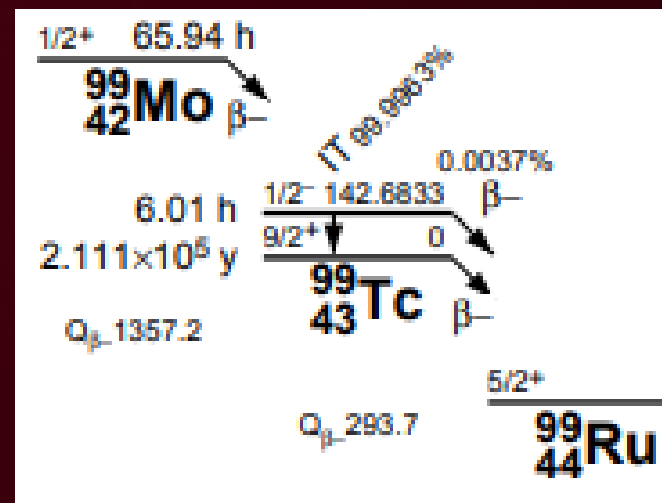 1/2+ 65.94 h
99
42Mo β−
IT 99.9963%
0.0037%
6.01 h 1/2− 142.6833 β−
2.111×10⁵ y 9/2+ 0
99
43Tc β−
Qβ−1357.2
5/2+
Qβ−293.7
99
44Ru